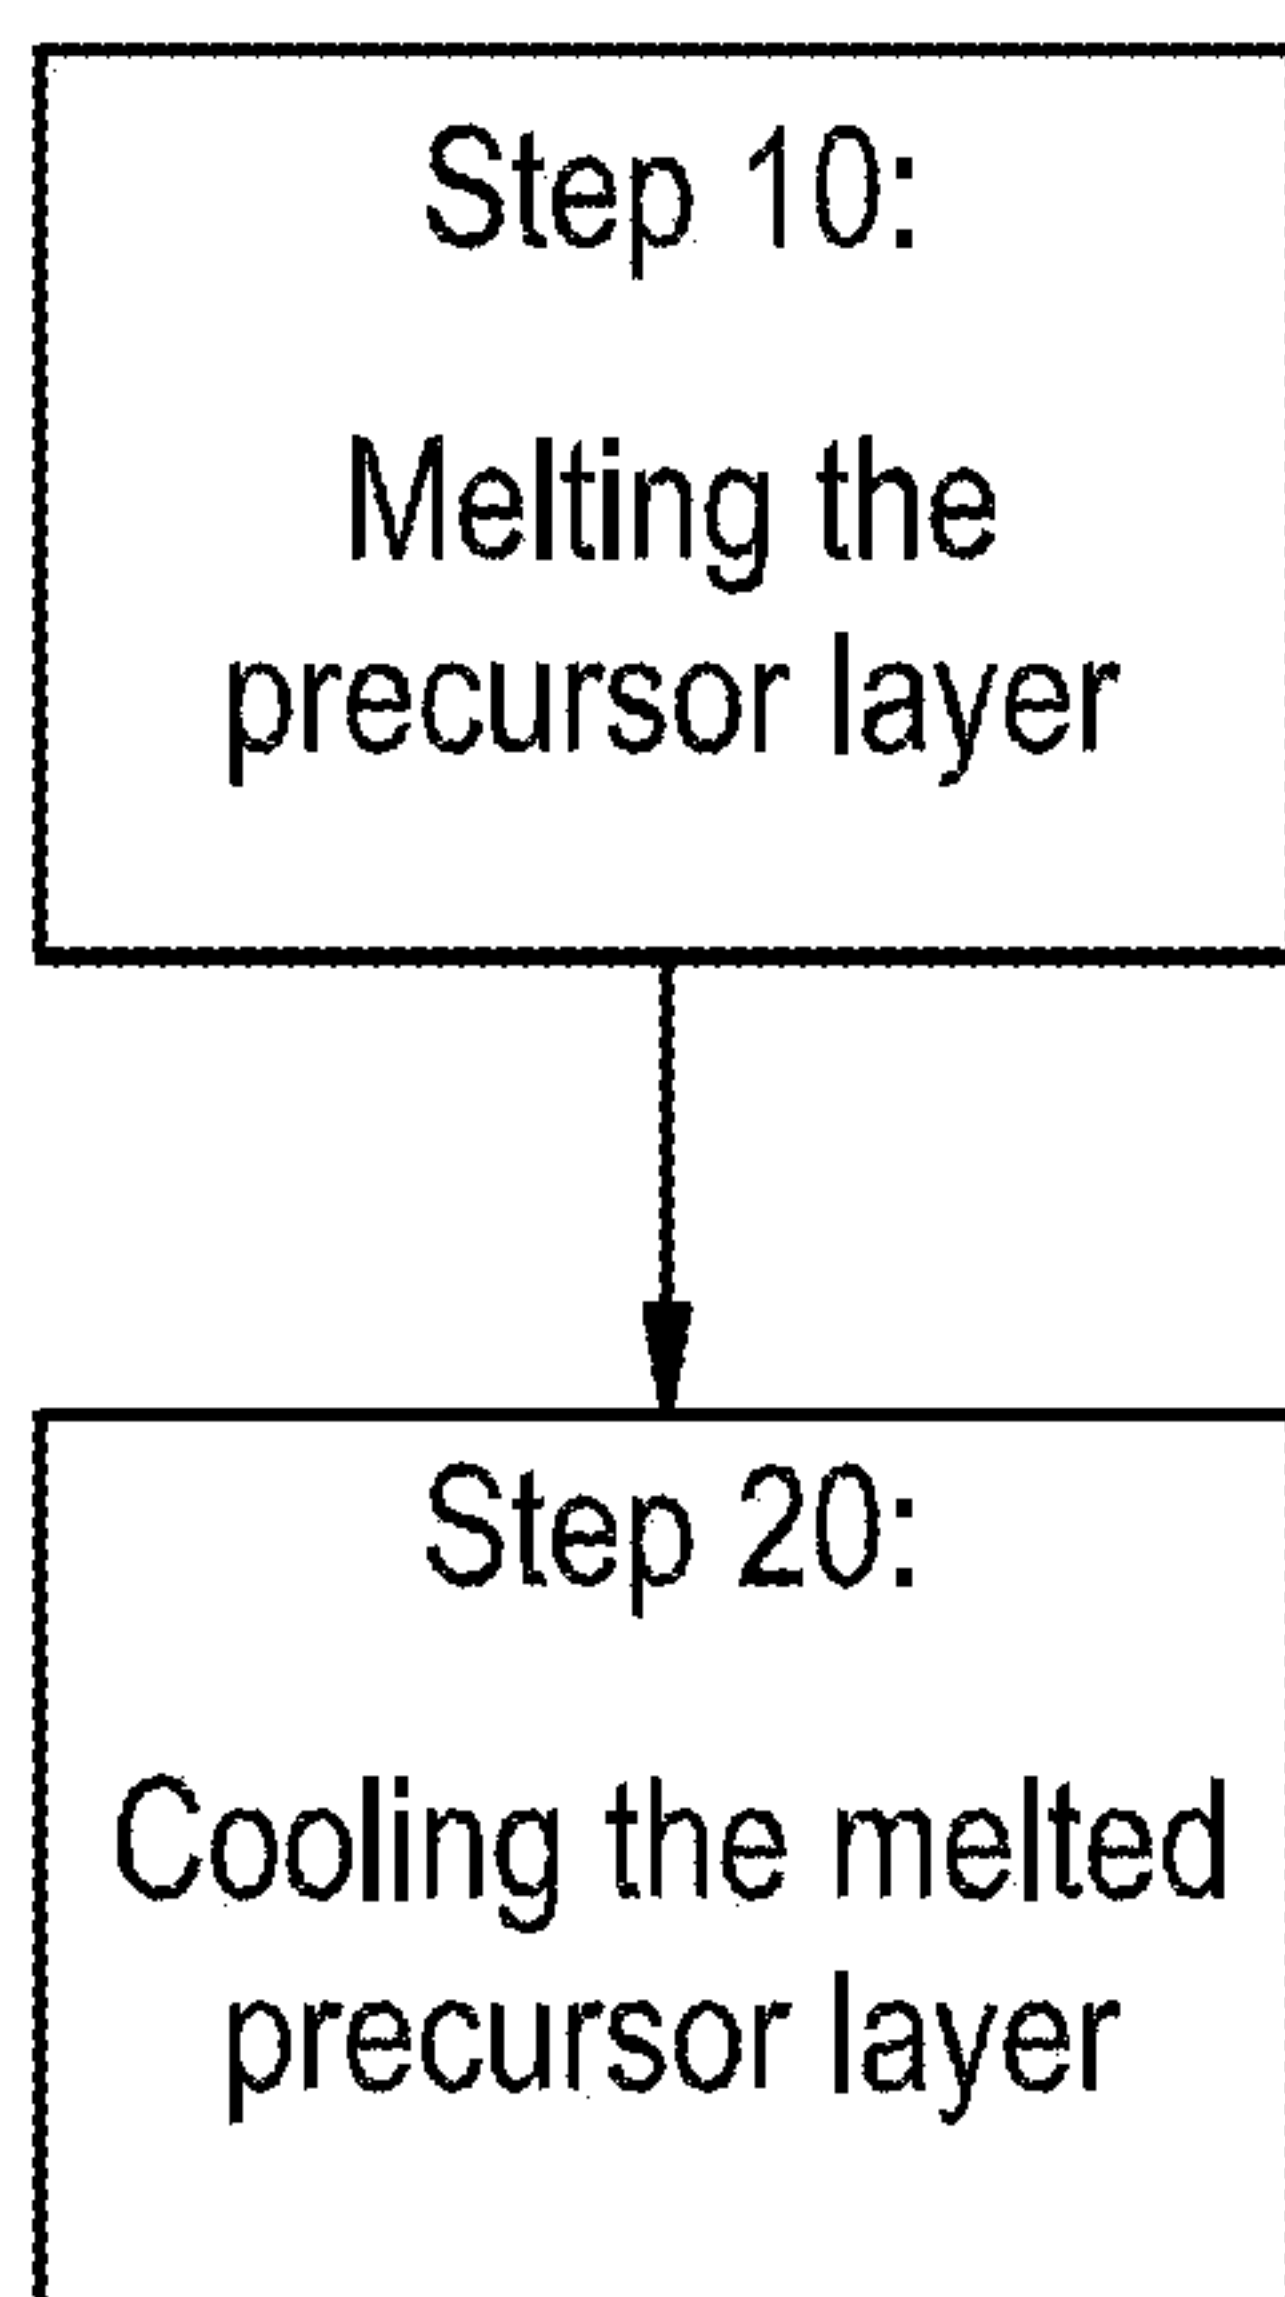 Step 10:
Melting the
precursor layer
Step 20:
Cooling the melted
precursor layer